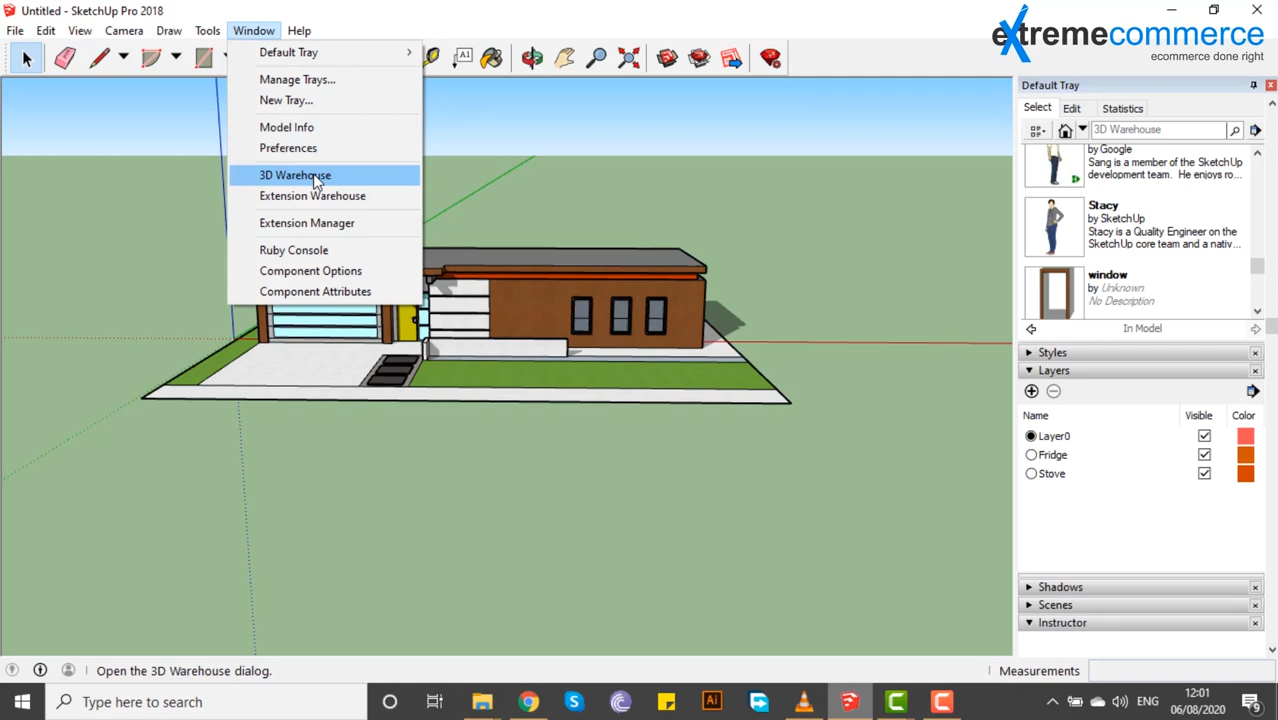 Untitled - SketchUp Pro 2018
extremecommerce
ecommerce done right
File Edit View Camera Draw Tools Window Help
Default Tray
Manage Trays...
New Tray...
Model Info
Preferences
3D Warehouse
Extension Warehouse
Extension Manager
Ruby Console
Component Options
Component Attributes
A1
Default Tray
Select Edit Statistics
3D Warehouse
by Google
Sang is a member of the SketchUp
development team. He enjoys ro...
Stacy
by SketchUp
Stacy is a Quality Engineer on the
SketchUp core team and a nativ...
window
by Unknown
No Description
In Model
Styles
Layers
Name Visible Color
Layer0
Fridge
Stove
Shadows
Scenes
Instructor
Open the 3D Warehouse dialog.
Measurements
Type here to search
Ai
ENG
12:01
06/08/2020
9